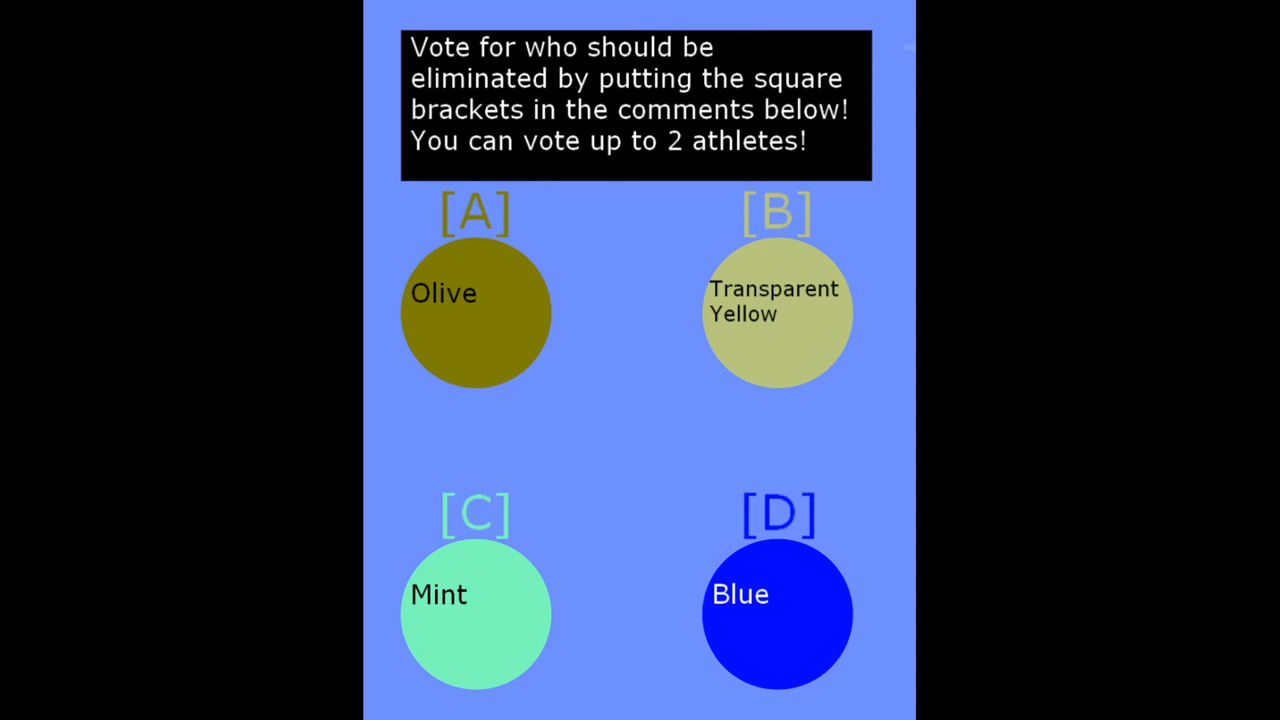 Vote for who should be
eliminated by putting the square
brackets in the comments below!
You can vote up to 2 athletes!
[A]
[B]
Olive
Transparent
Yellow
[C]
[D]
Mint
Blue